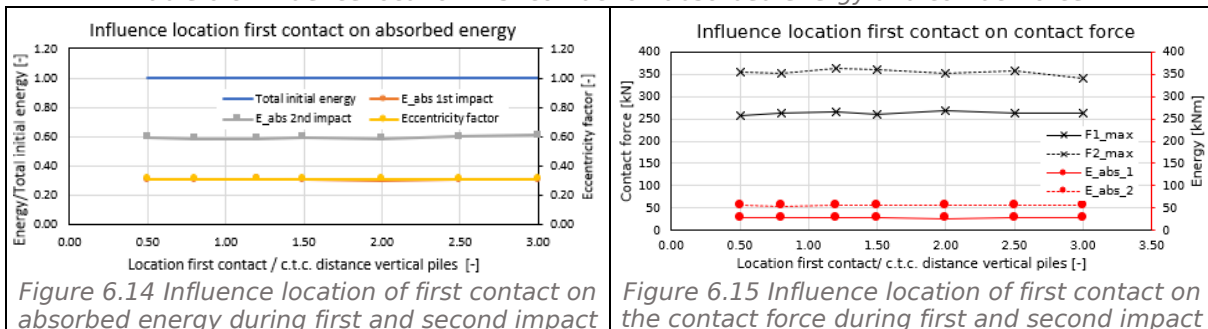 Influence location first contact on absorbed energy
Energy/Total initial energy [-]
1.20
1.00
0.80
0.60
0.40
0.20
0.00
Total initial energy
E_abs 1st impact
E_abs 2nd impact
Eccentricity factor
1.20
1.00
0.80
0.60
0.40
0.20
0.00
Eccentricity factor [-]
0.00 0.50 1.00 1.50 2.00 2.50 3.00
Location first contact / c.t.c. distance vertical piles [-]
Figure 6.14 Influence location of first contact on
absorbed energy during first and second impact
Influence location first contact on contact force
Contact force [kN]
400
350
300
250
200
150
100
50
0
F1_max
F2_max
E_abs_1
E_abs_2
400
350
300
250
200
150
100
50
0
Energy [kNm]
0.00 0.50 1.00 1.50 2.00 2.50 3.00 3.50
Location first contact/ c.t.c. distance vertical piles [-]
Figure 6.15 Influence location of first contact on
the contact force during first and second impact